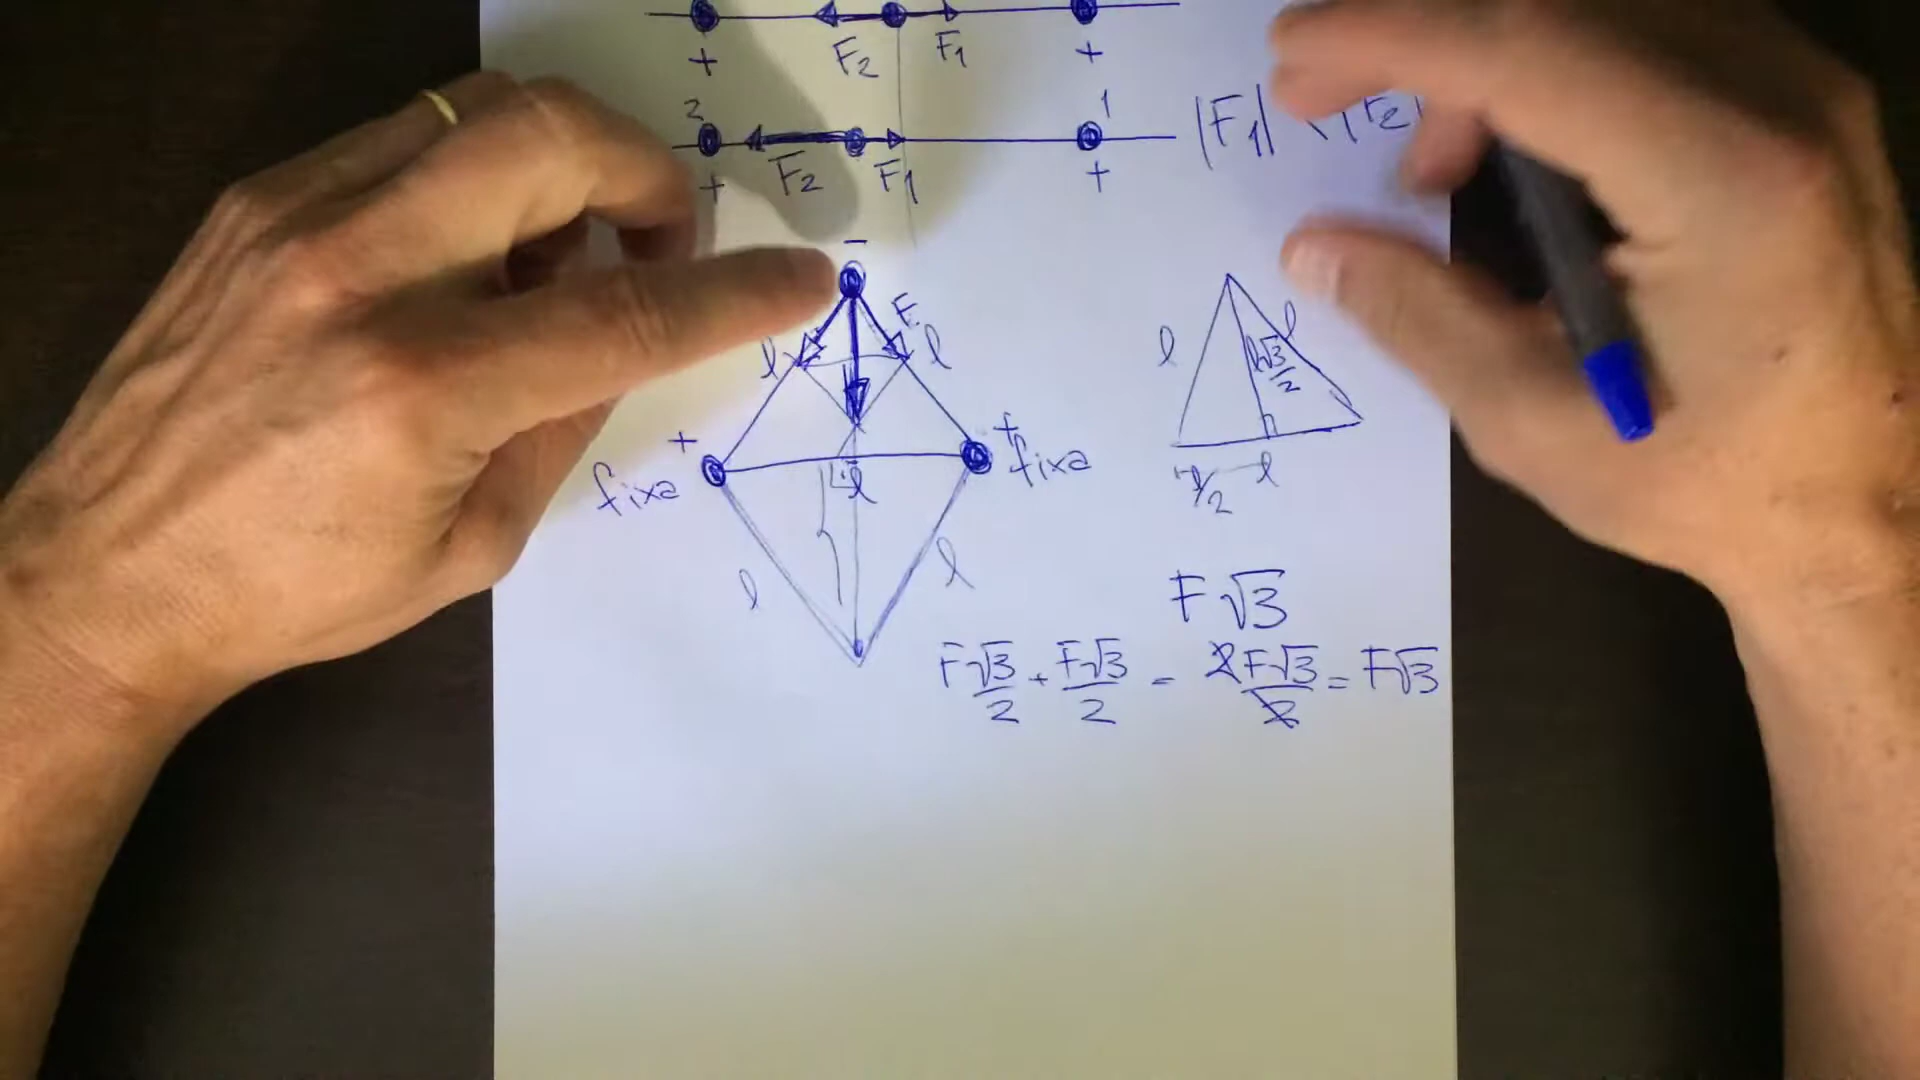 F₂ F₁
+ +
2 1
+ F₂ F₁ +
|F₁|
−
F
l l
+ +
fixa fixa
l
l l
l l
l√3/2
l/2 l
F√3
F√3/2 + F√3/2 = 2F√3/2 = F√3